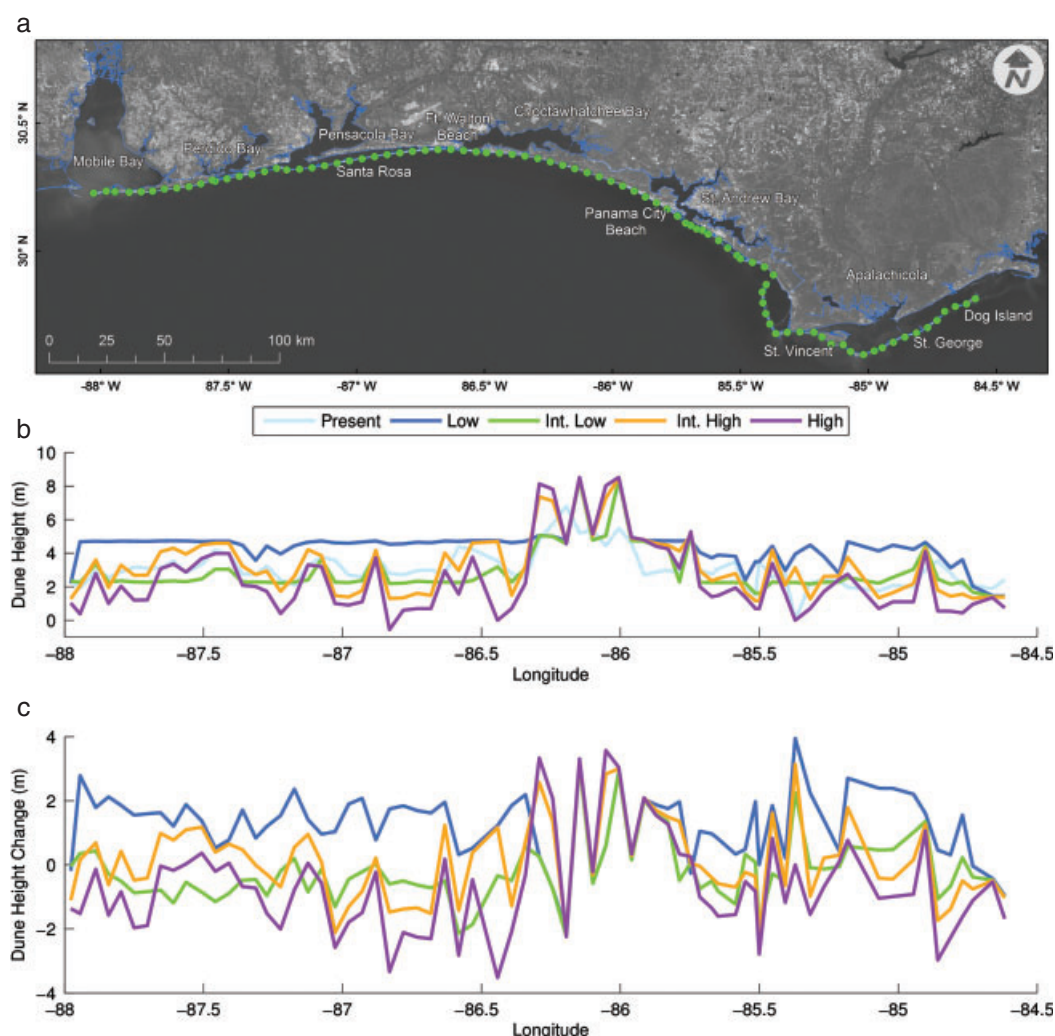 a
N
30.5° N
30° N
Mobile Bay
Perdido Bay
Pensacola Bay
Ft. Walton
Beach
Choctawhatchee Bay
Santa Rosa
Panama City
Beach
St. Andrew Bay
Apalachicola
Dog Island
St. George
St. Vincent
0 25 50 100 km
-88° W -87.5° W -87° W -86.5° W -86° W -85.5° W -85° W -84.5° W
Present Low Int. Low Int. High High
b
Dune Height (m)
10
8
6
4
2
0
-88 -87.5 -87 -86.5 -86 -85.5 -85 -84.5
Longitude
c
Dune Height Change (m)
4
2
0
-2
-4
-88 -87.5 -87 -86.5 -86 -85.5 -85 -84.5
Longitude